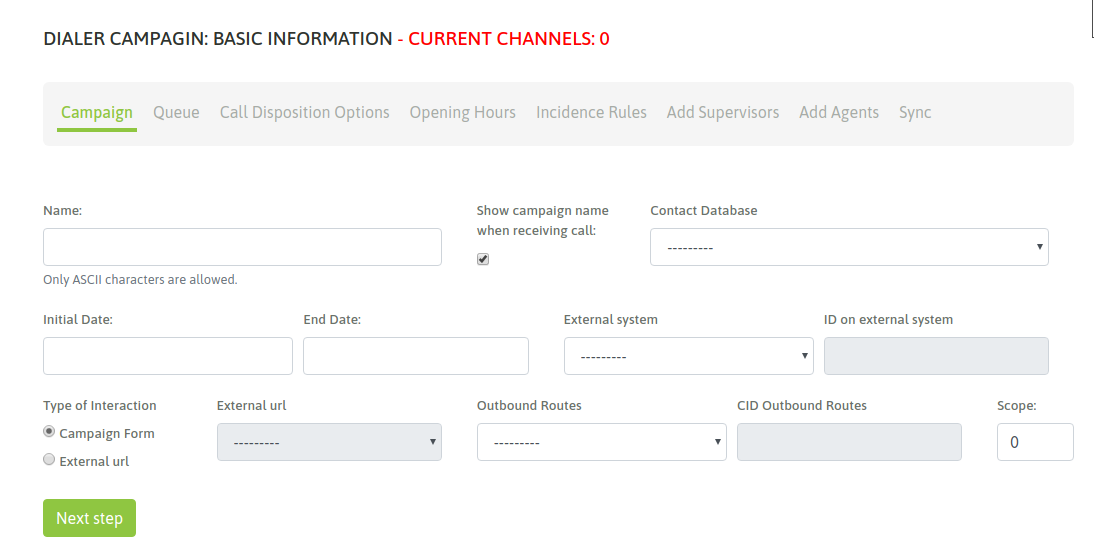 DIALER CAMPAGIN: BASIC INFORMATION - CURRENT CHANNELS: 0
Campaign Queue Call Disposition Options Opening Hours Incidence Rules Add Supervisors Add Agents Sync
Name:
Only ASCII characters are allowed.
Show campaign name
when receiving call:
Contact Database
---------
Initial Date:
End Date:
External system
---------
ID on external system
Type of Interaction
Campaign Form
External url
External url
---------
Outbound Routes
---------
CID Outbound Routes
Scope:
0
Next step